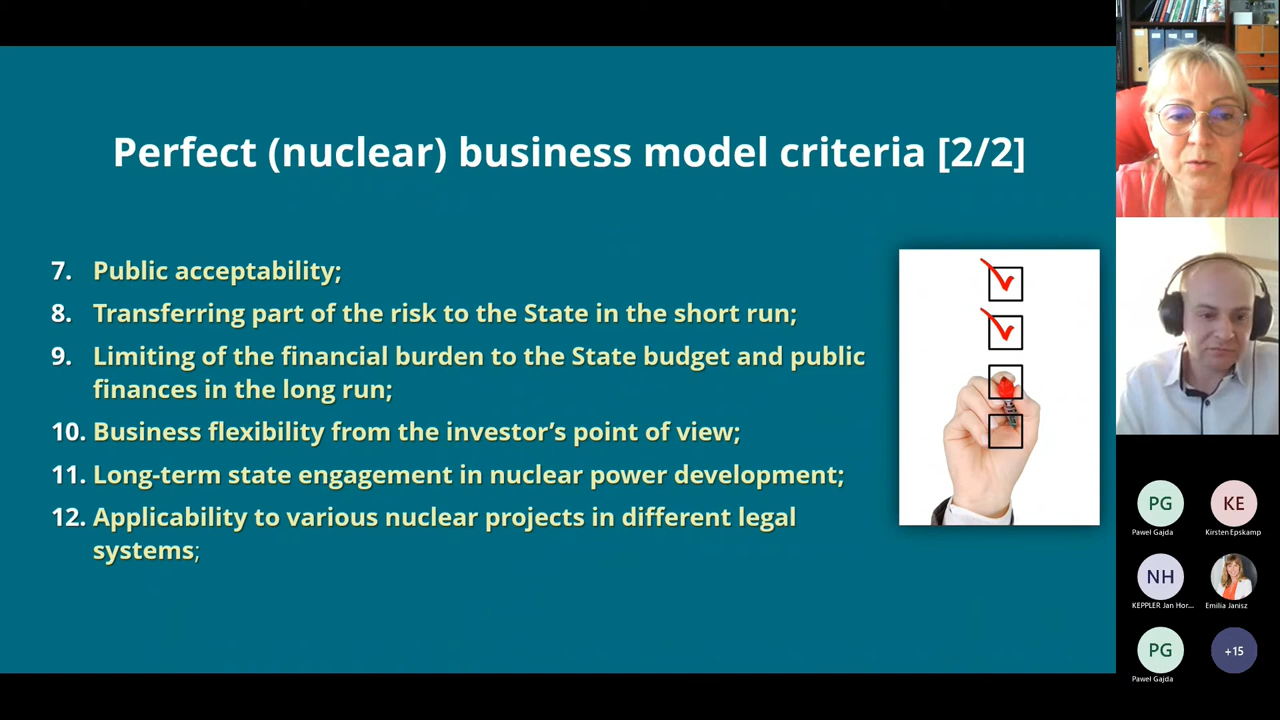 Perfect (nuclear) business model criteria [2/2]
7. Public acceptability;
8. Transferring part of the risk to the State in the short run;
9. Limiting of the financial burden to the State budget and public
finances in the long run;
10. Business flexibility from the investor’s point of view;
11. Long-term state engagement in nuclear power development;
12. Applicability to various nuclear projects in different legal
systems;
PG
KE
Pawel Gajda
Kirsten Epskamp
NH
KEPPLER Jan Hor...
Emilia Janisz
PG
+15
Pawel Gajda